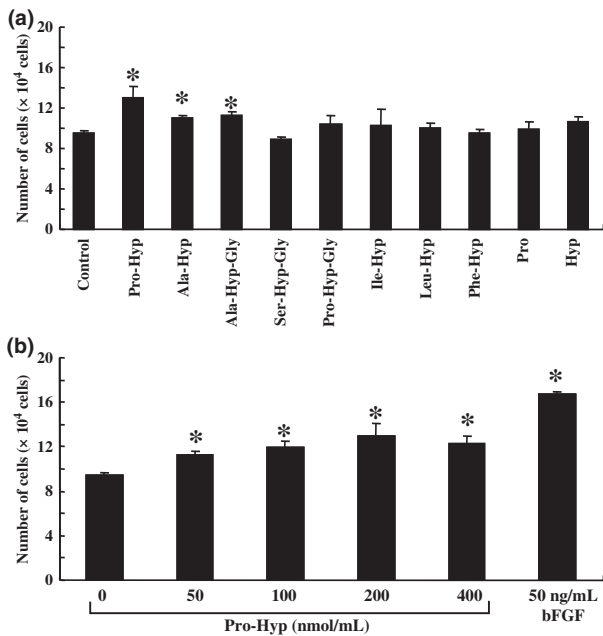 (a)
Number of cells (× 10⁴ cells)
20
16
12
8
4
0
*
*
*
Control
Pro-Hyp
Ala-Hyp
Ala-Hyp-Gly
Ser-Hyp-Gly
Pro-Hyp-Gly
Ile-Hyp
Leu-Hyp
Phe-Hyp
Pro
Hyp
(b)
Number of cells (× 10⁴ cells)
20
16
12
8
4
0
*
*
*
*
*
0 50 100 200 400 50 ng/mL
bFGF
Pro-Hyp (nmol/mL)